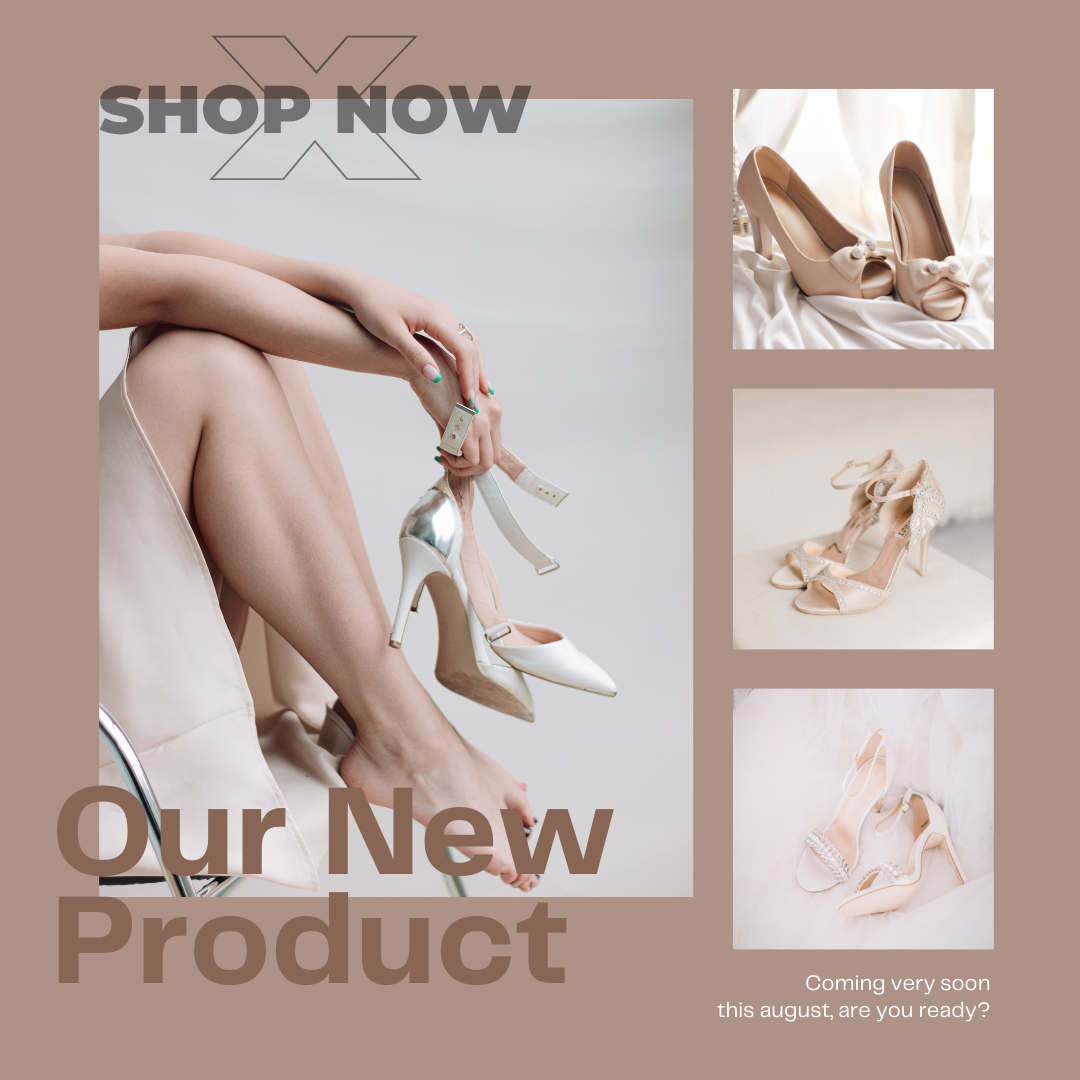 SHOP NOW
Our New
Product
Coming very soon
this august, are you ready?